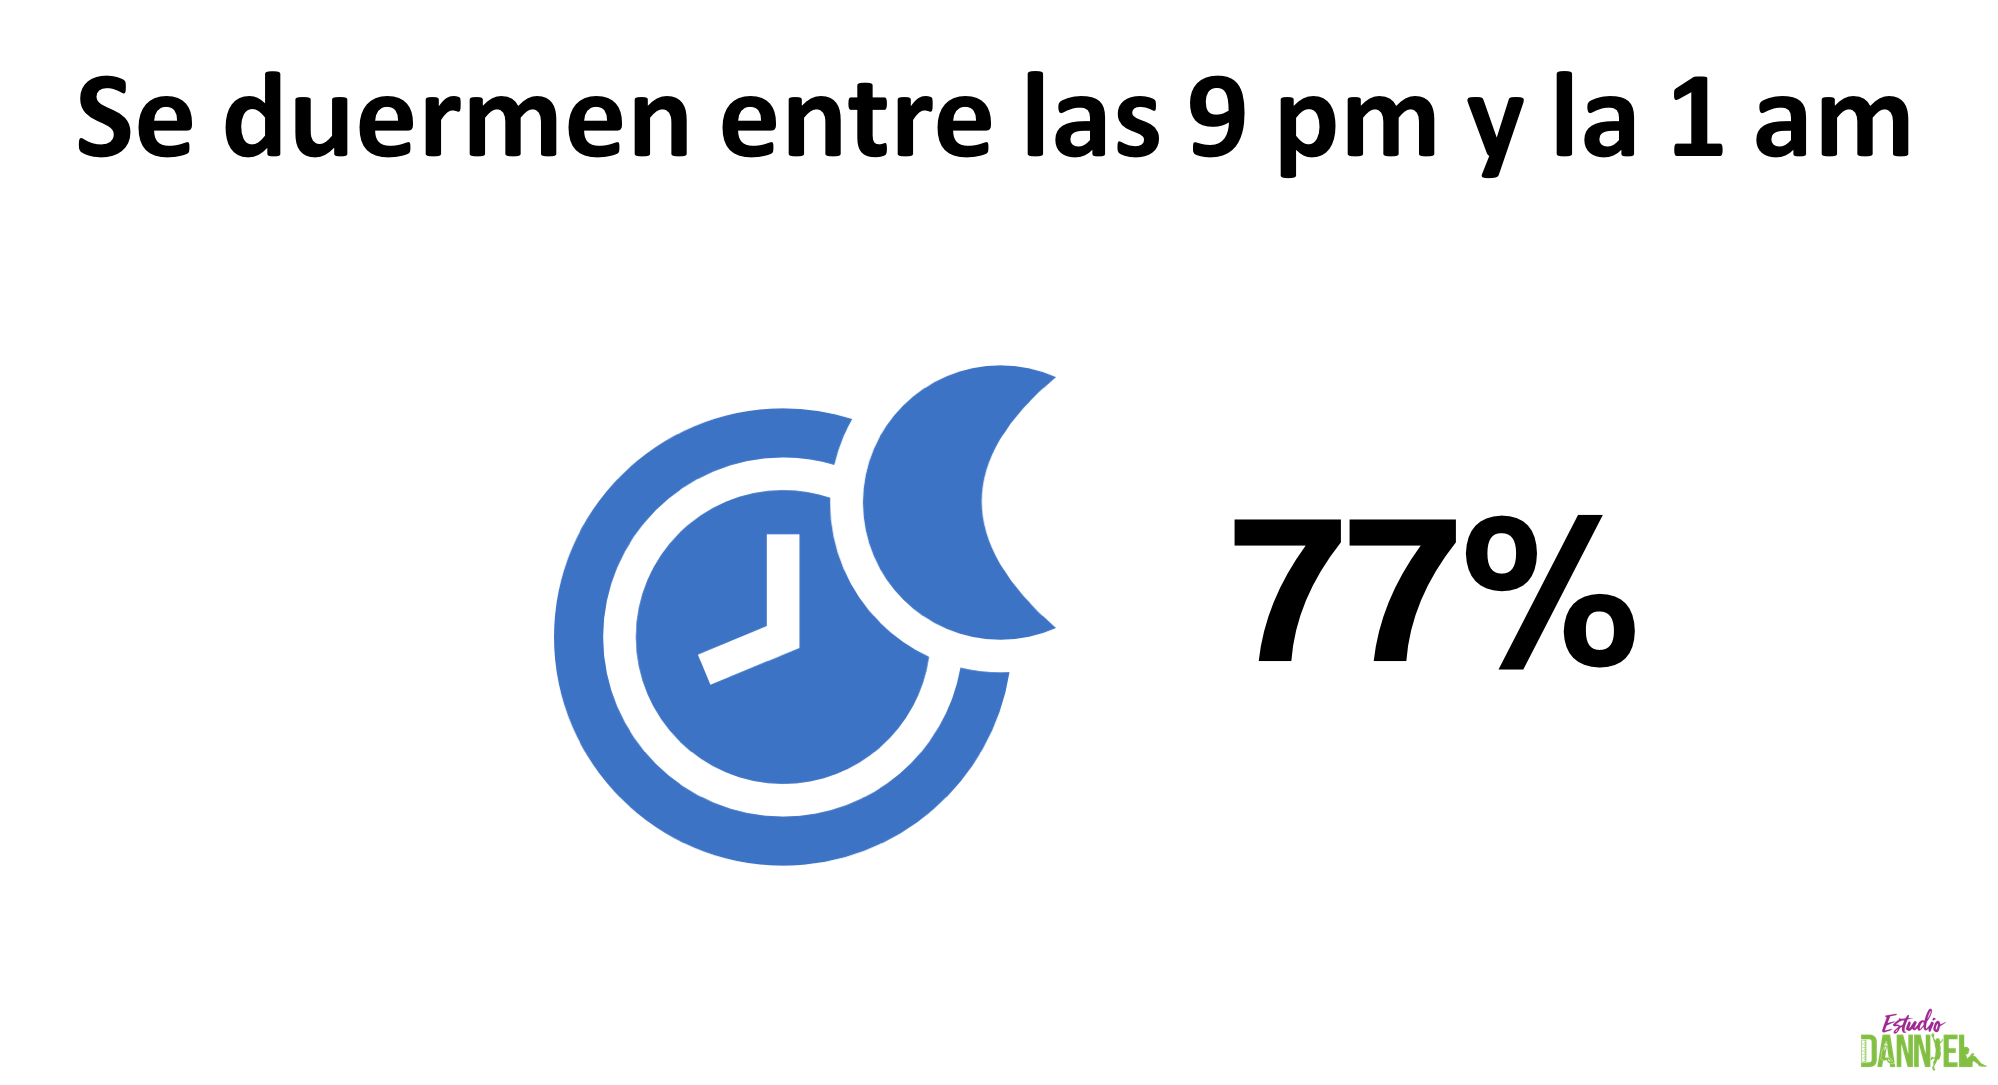 Se duermen entre las 9 pm y la 1 am
77%
Estudio
DANNIEL